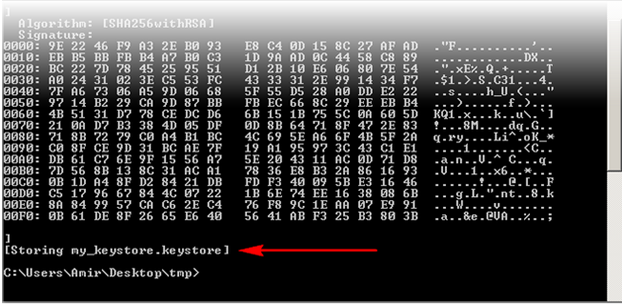 ]
Algorithm: [SHA256withRSA]
Signature:
0000: 9E 22 46 F9 A3 2E B0 93 E8 C4 0D 15 8C 27 AF AD ."F..........'..
0010: EB B5 BB FB B4 A7 B0 C3 1D 9A AD 0C 44 58 C8 89 ............DX..
0020: BC 22 7D 78 45 25 95 51 D1 2B 10 E6 06 80 7E 54
0030: A0 24 31 02 3E C5 53 FC 43 33 31 2E 99 14 34 F7 .$1.>.S.C31...4.
0040: 7F A6 73 06 A5 9D 06 68 5F 55 D5 28 A0 DD E2 22 ..s....h_U.(..."
0050: 97 14 B2 29 CA 9D 87 BB FB EC 66 8C 29 EE EB B4 ...)......f.)...
0060: 4B 51 31 D7 78 CE DC D6 6B 15 1B 75 5C 0A 60 5D KQ1.x...k..u\.`]
0070: 21 0A D7 B3 38 4D 05 DF 0D 8B 64 71 8F 47 2E 83 !...8M....dq.G..
0080: 71 8B 72 79 C0 A4 B1 BC 4C 69 5E A6 6F 4B 5F 2A q.ry....Li^.oK_*
0090: C0 8F CE 9D 31 BC AE 7F 19 A1 95 97 3C 43 C1 E1 ....1.......<C..
00A0: DB 61 C7 6E 9F 15 56 A7 5E 20 43 11 AC 0D 71 D8 .a.n..V.^ C...q.
00B0: 7D 56 8B 13 8C 31 AC A1 78 36 E8 B3 2A 86 16 93
00C0: 0B 1D A4 8F D2 84 21 DB FD F3 40 09 5B E3 16 46 ......!...@.[..F
00D0: C5 17 96 67 84 4C 07 22 1B 6E 74 EE 16 38 08 6B ...g.L.".nt..8.k
00E0: 8A 84 99 57 CA C6 2E C4 76 F8 9C 1E AA 07 E9 91 ...W....v.......
00F0: 0B 61 DE 8F 26 65 E6 40 56 41 AB F3 25 B3 80 3B .a..&e.@VA..%..;
]
[Storing my_keystore.keystore]
C:\Users\Amir\Desktop\tmp>